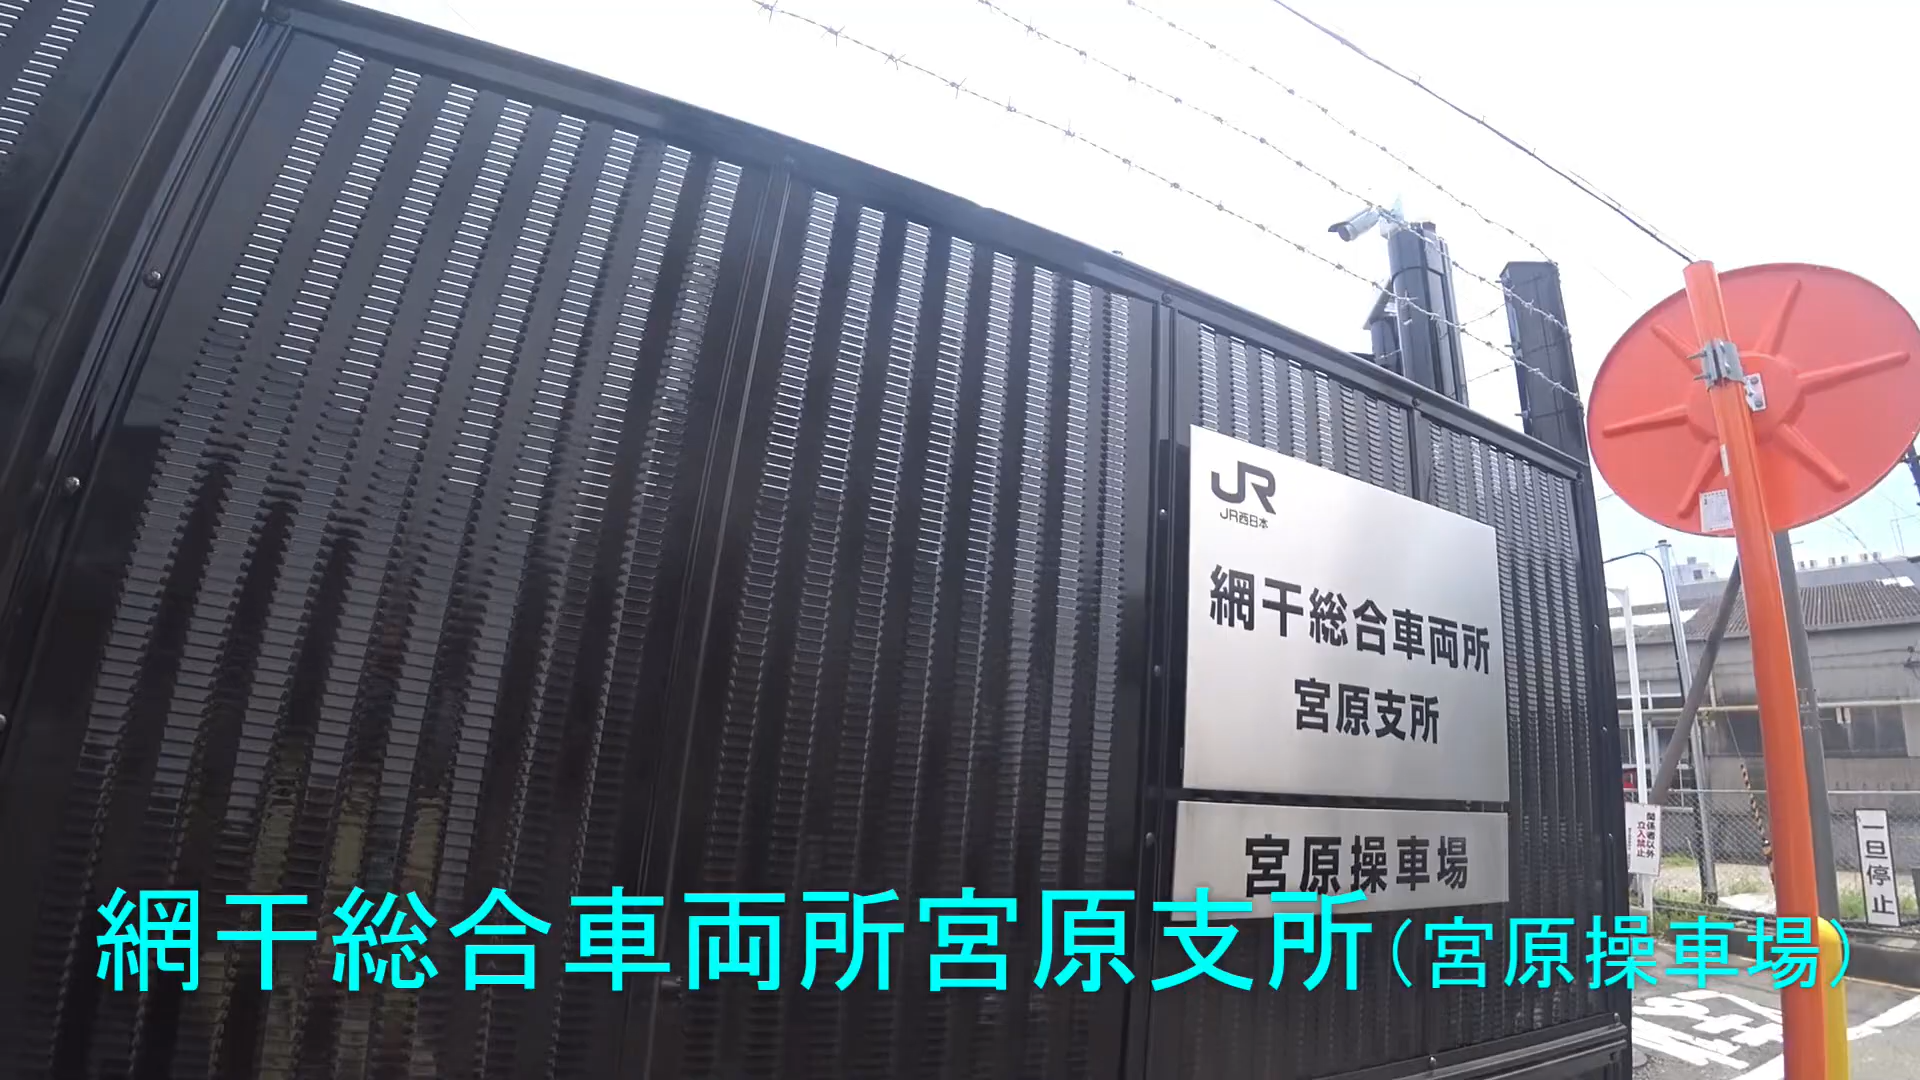 JR
JR西日本
網干総合車両所
宮原支所
宮原操車場
関係者以外
立入禁止
一旦停止
網干総合車両所宮原支所(宮原操車場)